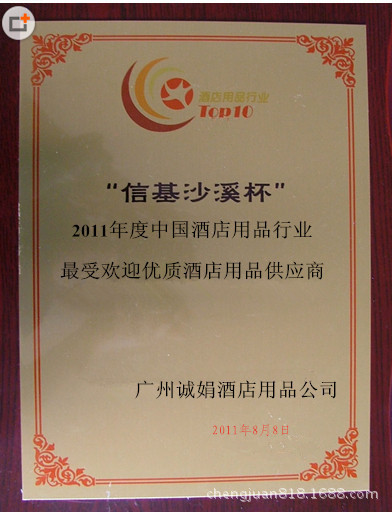 酒店用品行业
Top10
“信基沙溪杯”
2011年度中国酒店用品行业
最受欢迎优质酒店用品供应商
广州诚娟酒店用品公司
2011年8月8日
chengjuan818.1688.com